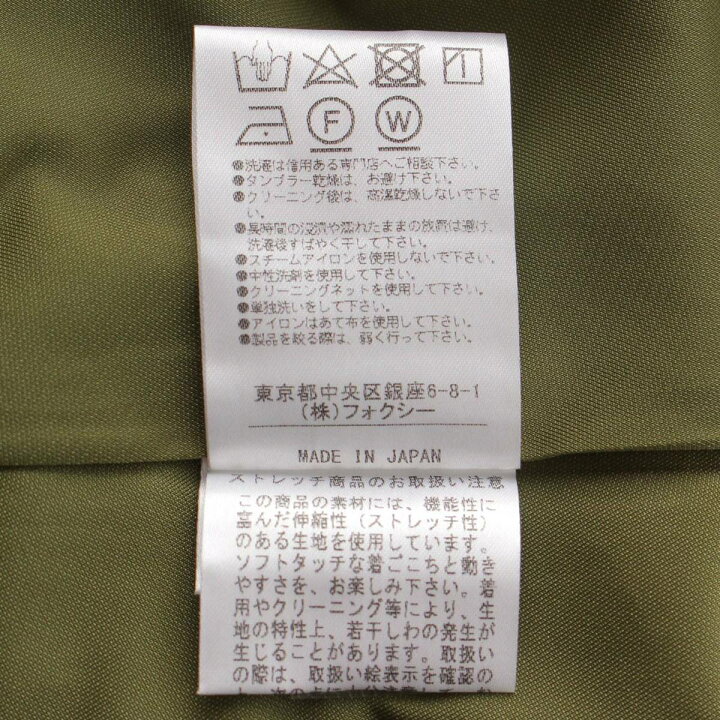 F W
●洗濯は信用ある専門店へご相談下さい。
●タンブラー乾燥は、お避け下さい。
●クリーニング後は、高温乾燥しないで下さ
い。
●長時間の浸漬や濡れたままの放置は避け、
洗濯後すばやく干して下さい。
●スチームアイロンを使用しないで下さい。
●中性洗剤を使用して下さい。
●クリーニングネットを使用して下さい。
●単独洗いをして下さい。
●アイロンはあて布を使用して下さい。
●製品を絞る際は、弱く行って下さい。
東京都中央区銀座6-8-1
(株)フォクシー
MADE IN JAPAN
ストレッチ商品のお取扱い注意
この商品の素材には、機能性に
富んだ伸縮性(ストレッチ性)
のある生地を使用しています。
ソフトタッチな着ごこちと動き
やすさを、お楽しみ下さい。着
用やクリーニング等により、生
地の特性上、若干しわの発生が
生じることがあります。取扱い
の際は、取扱い絵表示を確認の